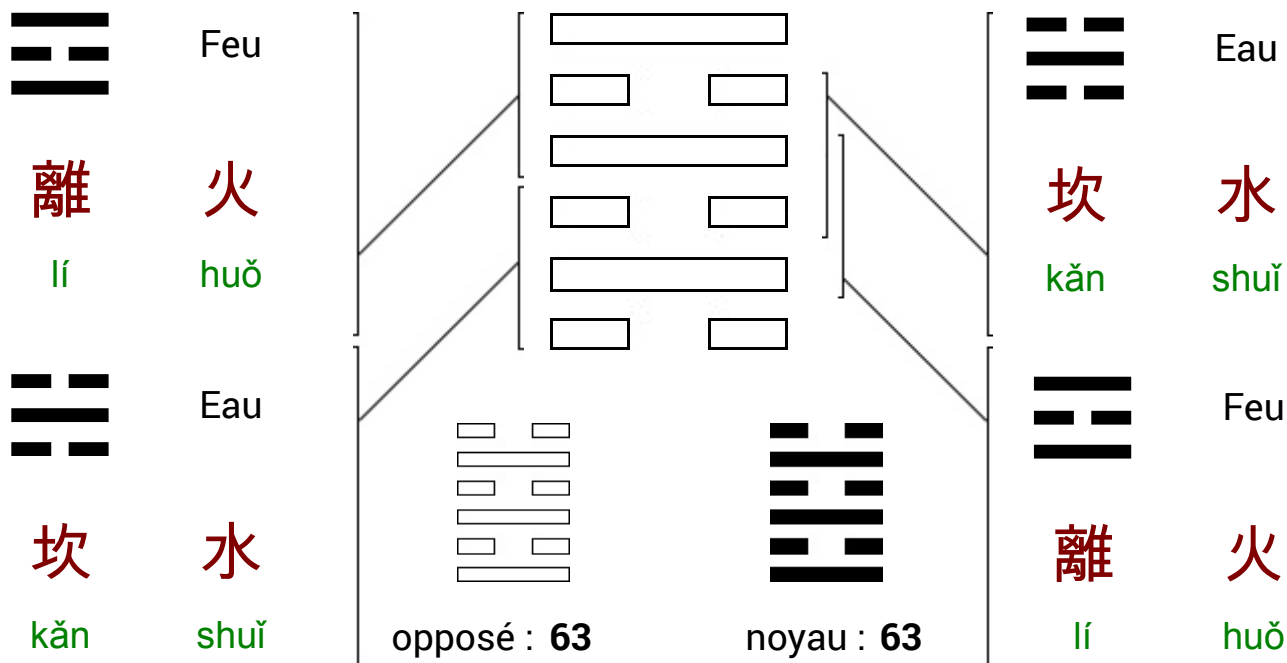 Feu
離 火
lí huǒ
Eau
坎 水
kǎn shuǐ
Eau
坎 水
kǎn shuǐ
Feu
離 火
lí huǒ
opposé : 63
noyau : 63